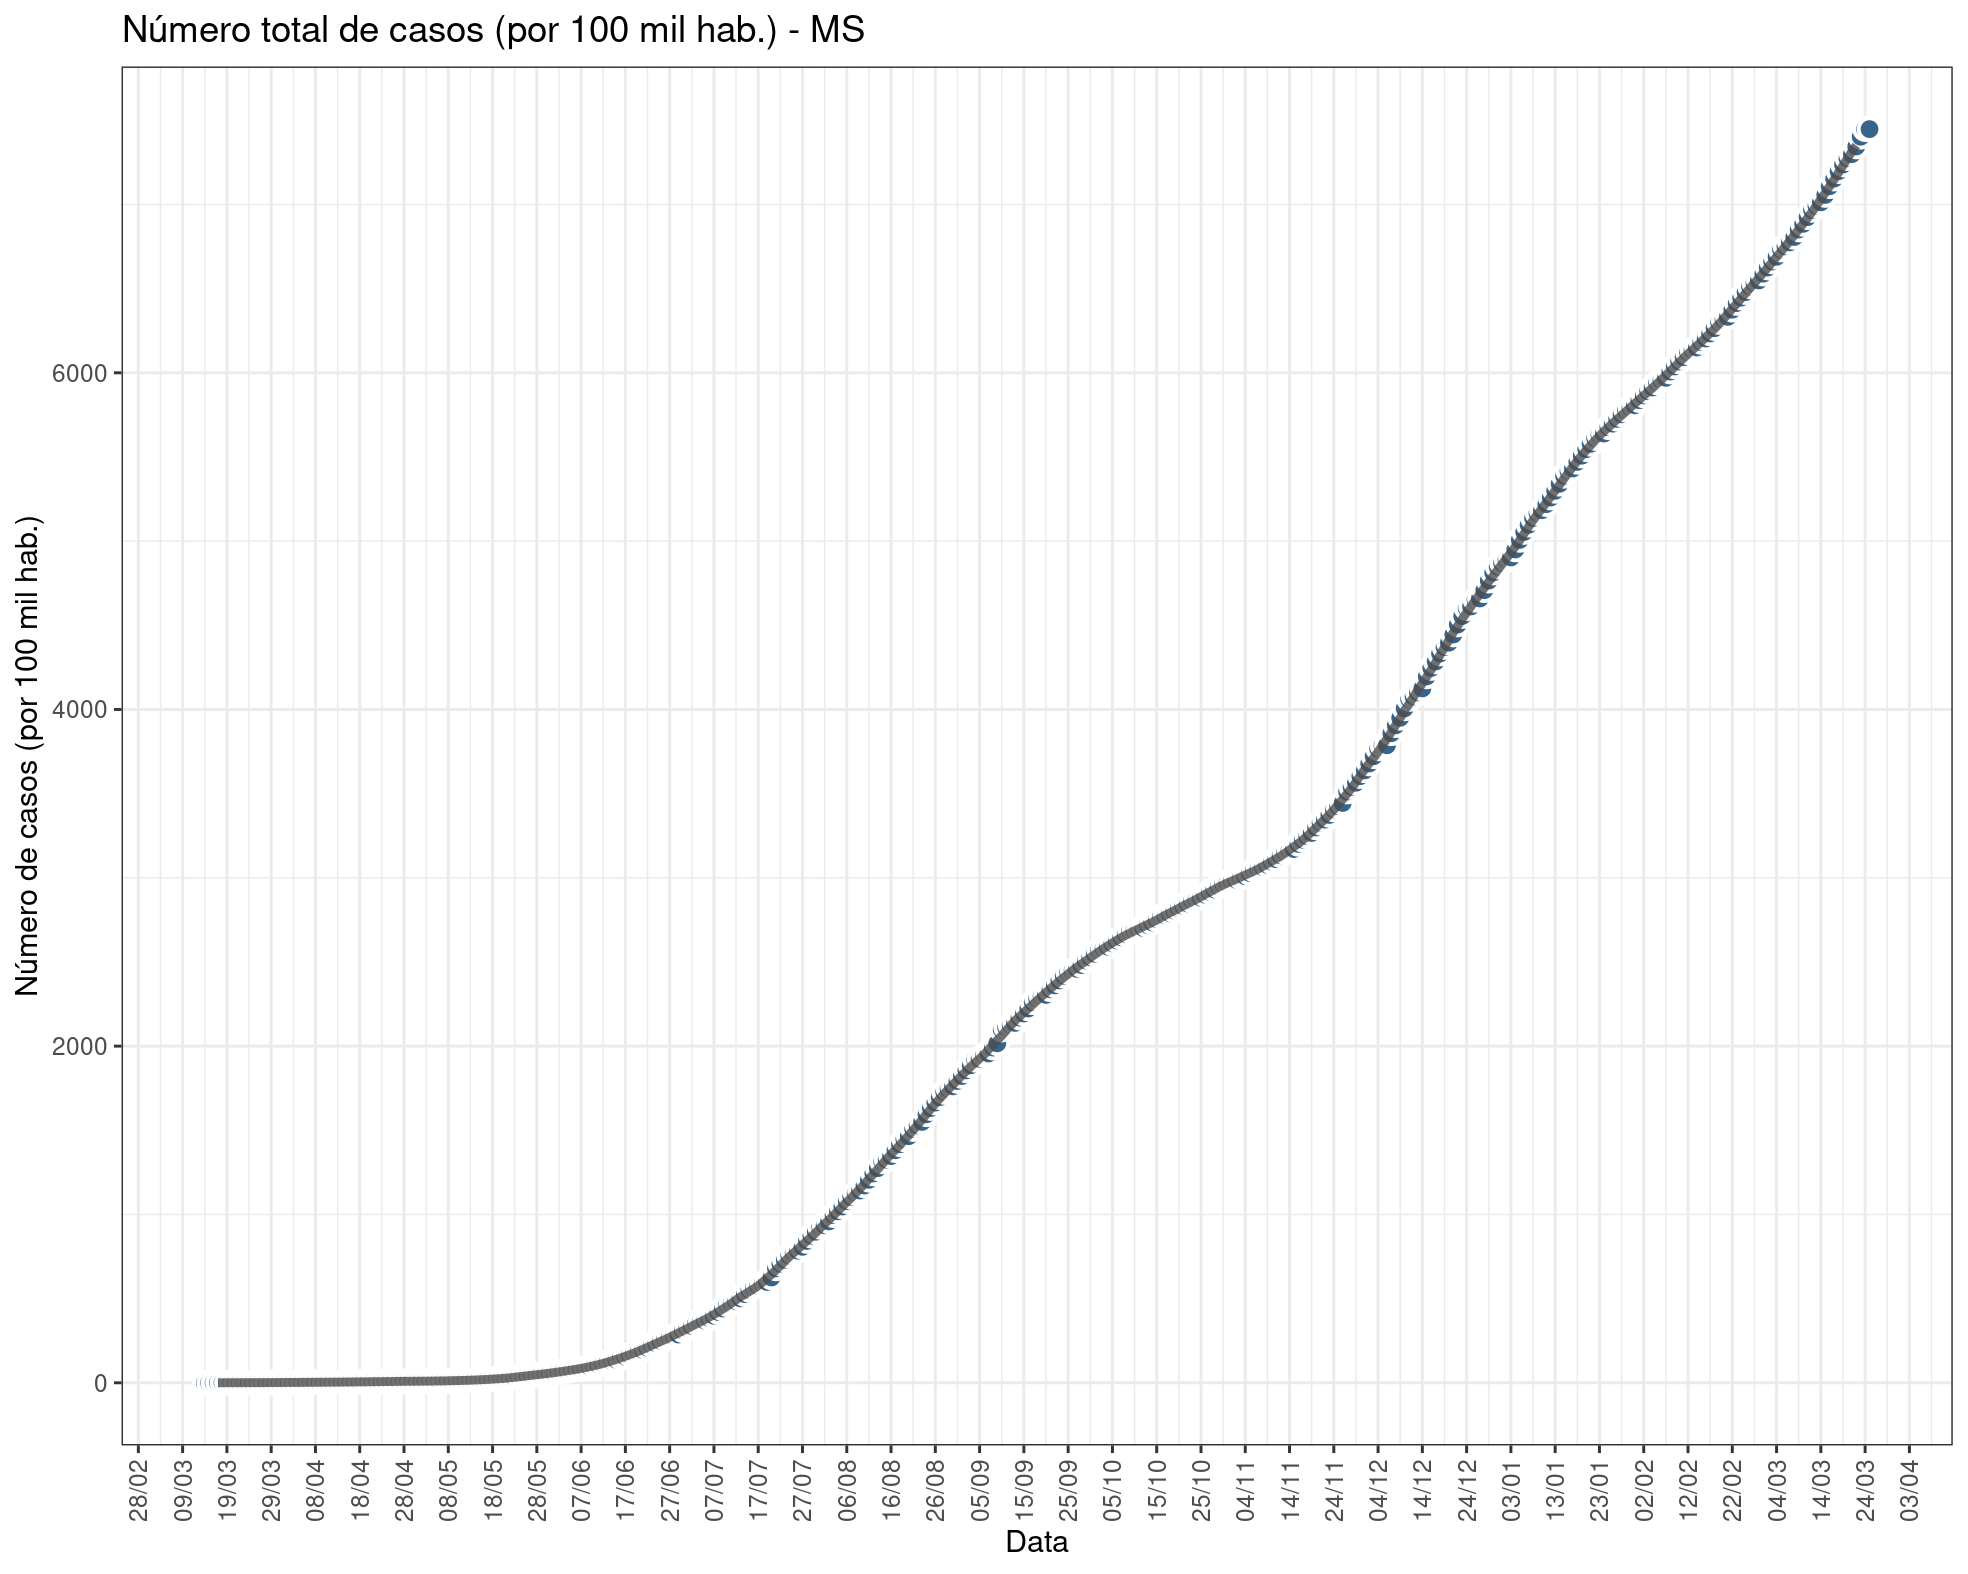 Número total de casos (por 100 mil hab.) - MS
Número de casos (por 100 mil hab.)
6000
4000
2000
0
28/02 09/03 19/03 29/03 08/04 18/04 28/04 08/05 18/05 28/05 07/06 17/06 27/06 07/07 17/07 27/07 06/08 16/08 26/08 05/09 15/09 25/09 05/10 15/10 25/10 04/11 14/11 24/11 04/12 14/12 24/12 03/01 13/01 23/01 02/02 12/02 22/02 04/03 14/03 24/03 03/04
Data